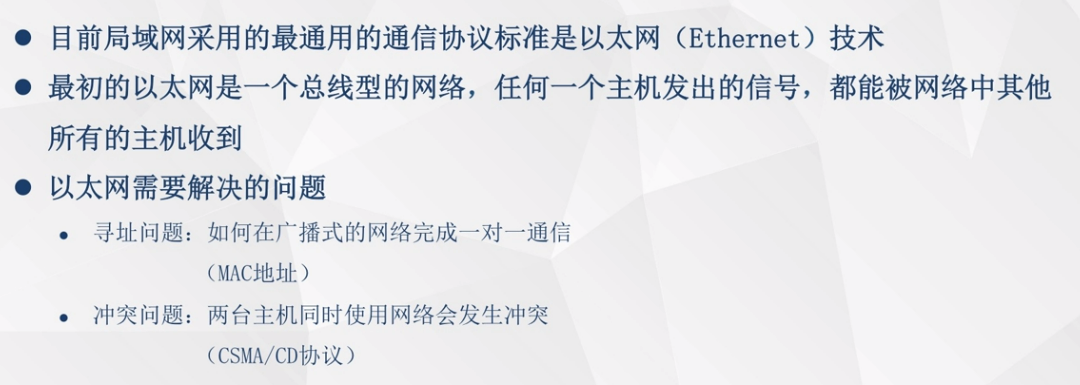 ● 目前局域网采用的最通用的通信协议标准是以太网（Ethernet）技术
● 最初的以太网是一个总线型的网络，任何一个主机发出的信号，都能被网络中其他
所有的主机收到
● 以太网需要解决的问题
• 寻址问题：如何在广播式的网络完成一对一通信
（MAC地址）
• 冲突问题：两台主机同时使用网络会发生冲突
（CSMA/CD协议）